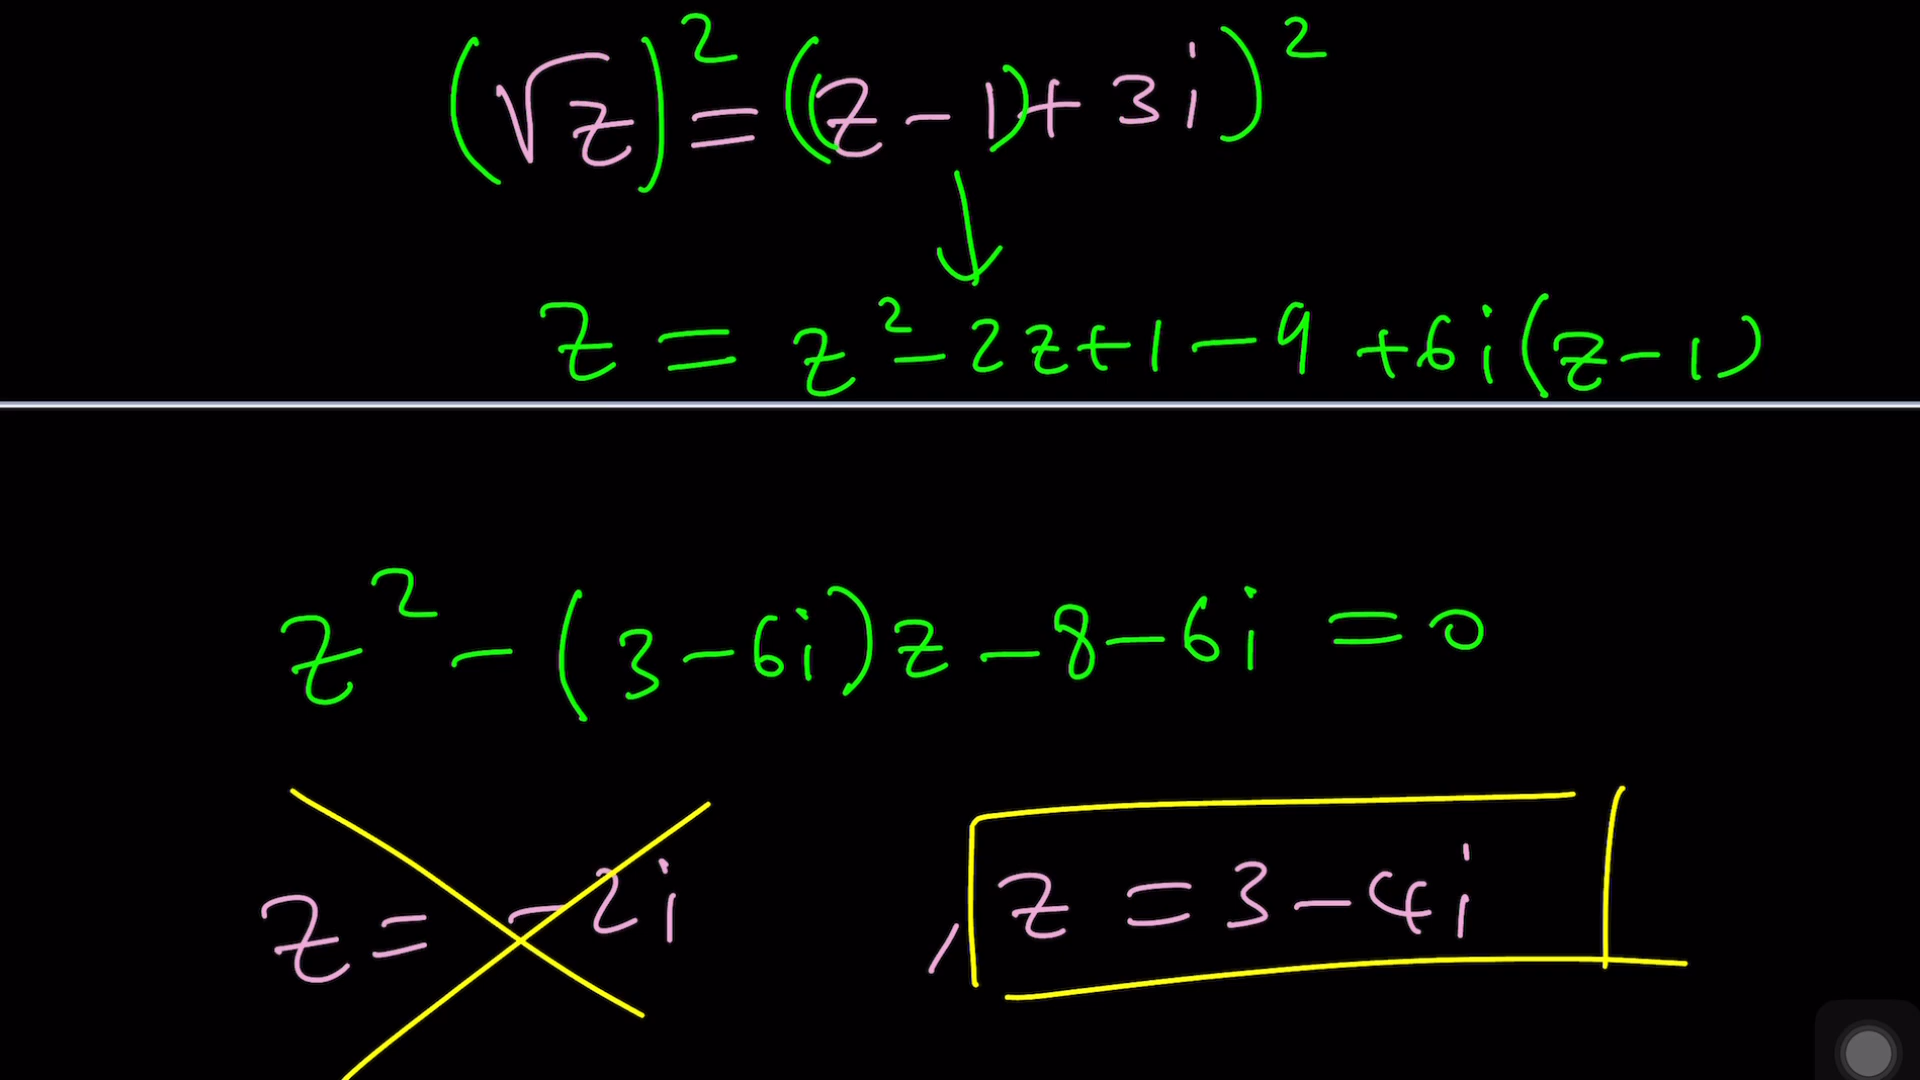 (√z)² = ((z - 1) + 3i)²
z = z² - 2z + 1 - 9 + 6i(z - 1)
z² - (3 - 6i)z - 8 - 6i = 0
z = -2i , z = 3 - 4i